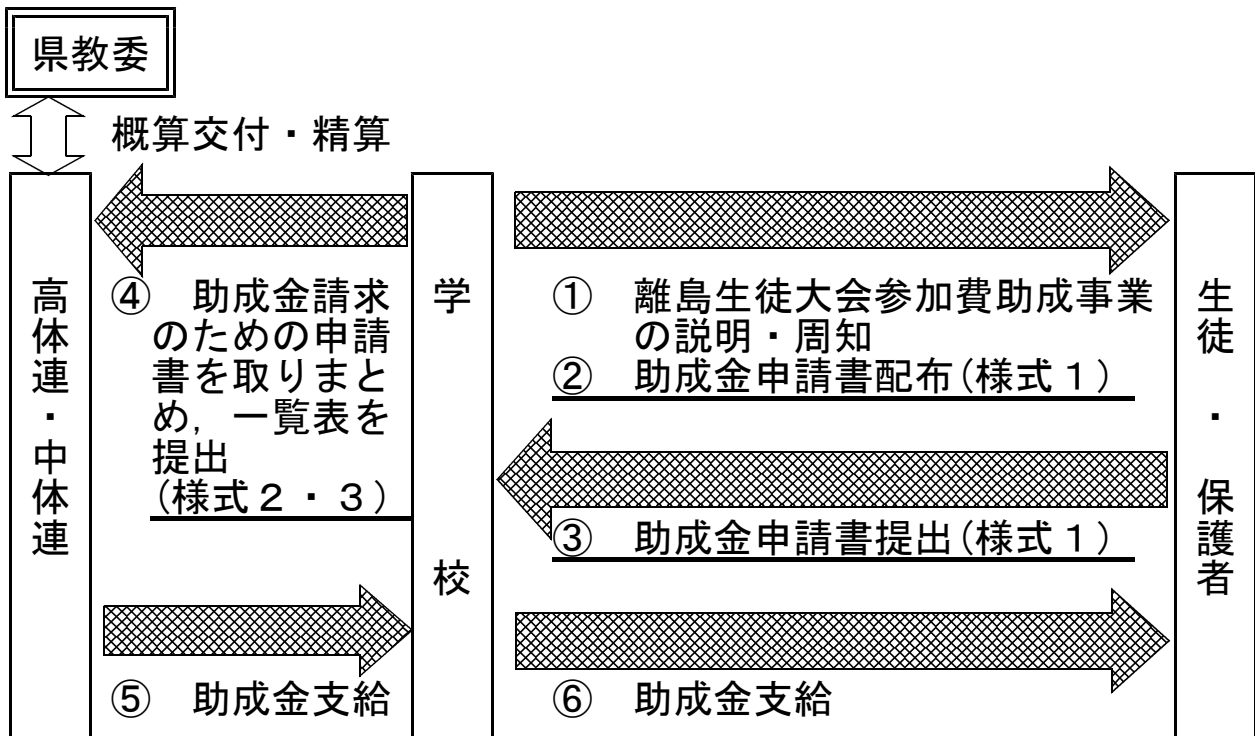 県教委
概算交付・精算
高体連・中体連
④　助成金請求
のための申請
書を取りまと
め，一覧表を
提出
(様式２・３)
⑤　助成金支給
学校
①　離島生徒大会参加費助成事業
の説明・周知
②　助成金申請書配布(様式１)
③　助成金申請書提出(様式１)
⑥　助成金支給
生徒・保護者